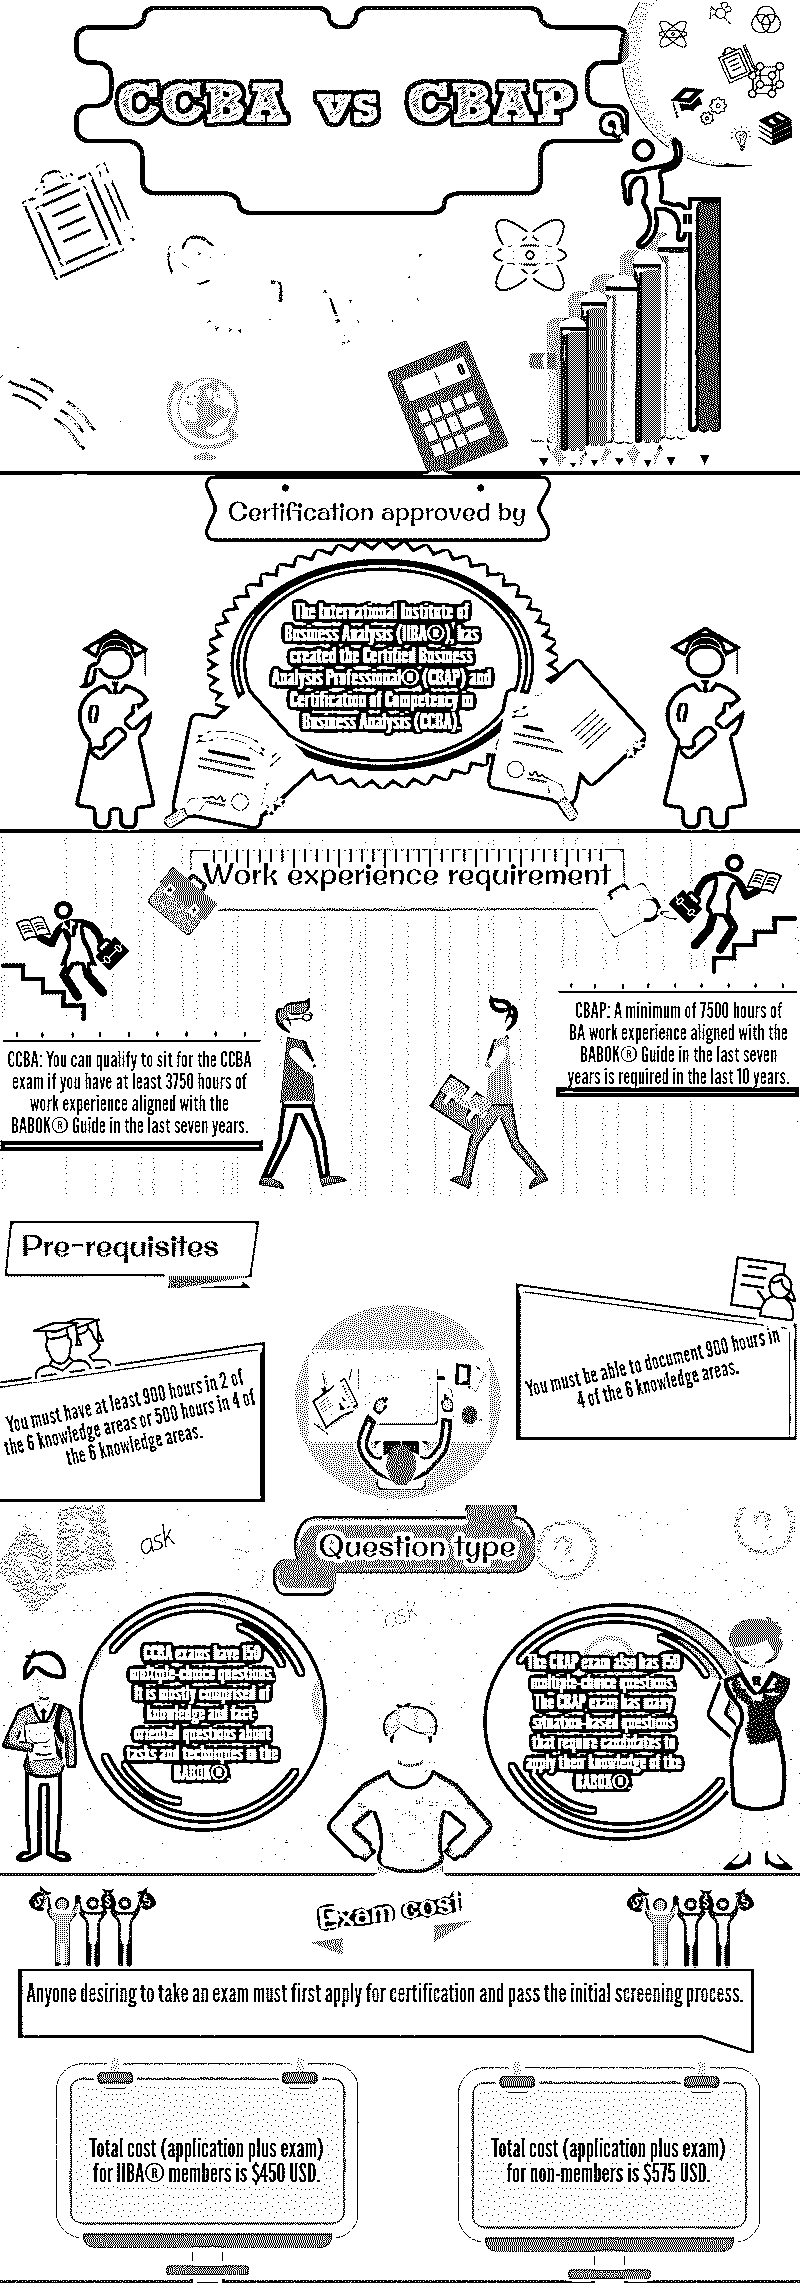 CCBA vs CBAP
Certification approved by
The International Institute of
Business Analysis (IIBA®), has
created the Certified Business
Analysis Professional® (CBAP) and
Certification of Competency in
Business Analysis (CCBA).
Work experience requirement
CCBA: You can qualify to sit for the CCBA
exam if you have at least 3750 hours of
work experience aligned with the
BABOK® Guide in the last seven years.
CBAP: A minimum of 7500 hours of
BA work experience aligned with the
BABOK® Guide in the last seven
years is required in the last 10 years.
Pre-requisites
You must have at least 900 hours in 2 of
the 6 knowledge areas or 500 hours in 4 of
the 6 knowledge areas.
You must be able to document 900 hours in
4 of the 6 knowledge areas.
ask
Question type
ask
CCBA exams have 150
multiple-choice questions.
It is mostly comprised of
knowledge and fact-
oriented questions about
tasks and techniques in the
BABOK®.
The CBAP exam also has 150
multiple-choice questions.
The CBAP exam has many
situation-based questions
that require candidates to
apply their knowledge of the
BABOK®.
Exam cost
Anyone desiring to take an exam must first apply for certification and pass the initial screening process.
Total cost (application plus exam)
for IIBA® members is $450 USD.
Total cost (application plus exam)
for non-members is $575 USD.